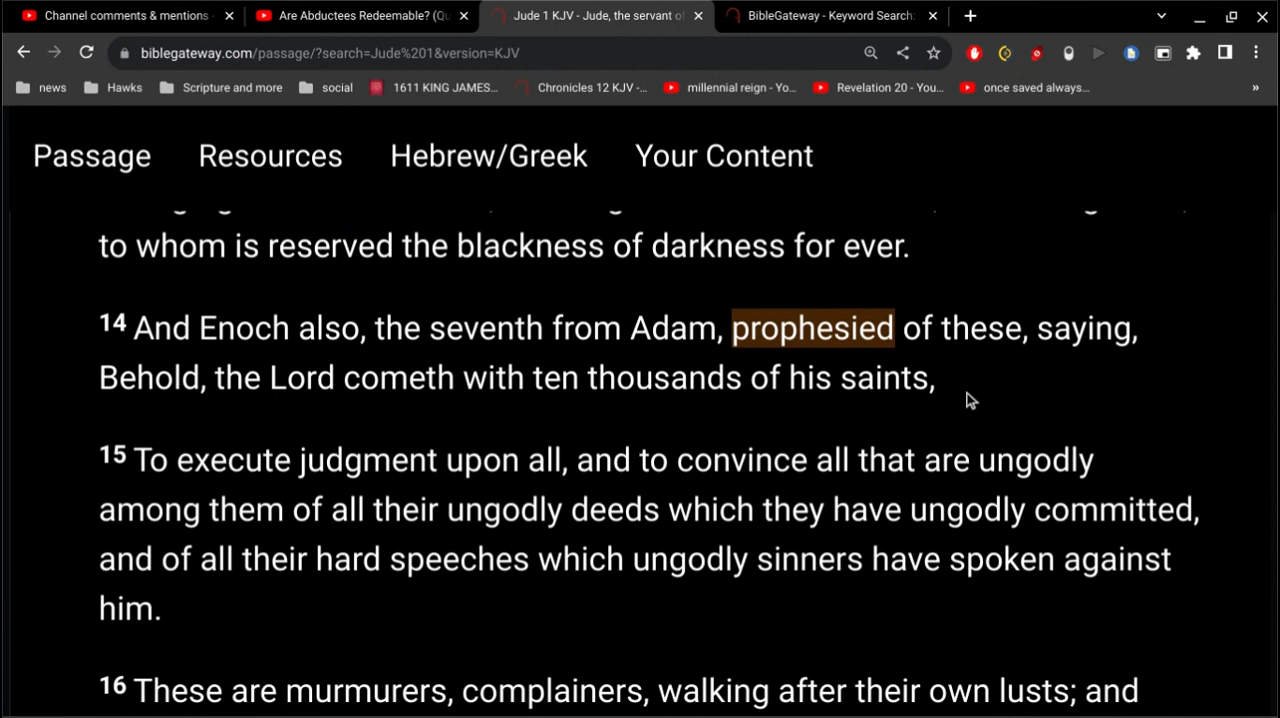 Channel comments & mentions
Are Abductees Redeemable? (Qu
Jude 1 KJV - Jude, the servant of
BibleGateway - Keyword Search:
biblegateway.com/passage/?search=Jude%201&version=KJV
news
Hawks
Scripture and more
social
1611 KING JAMES...
Chronicles 12 KJV -...
millennial reign - Yo...
Revelation 20 - You...
once saved always...
»
Passage
Resources
Hebrew/Greek
Your Content
to whom is reserved the blackness of darkness for ever.
14 And Enoch also, the seventh from Adam, prophesied of these, saying,
Behold, the Lord cometh with ten thousands of his saints,
15 To execute judgment upon all, and to convince all that are ungodly
among them of all their ungodly deeds which they have ungodly committed,
and of all their hard speeches which ungodly sinners have spoken against
him.
16 These are murmurers, complainers, walking after their own lusts; and